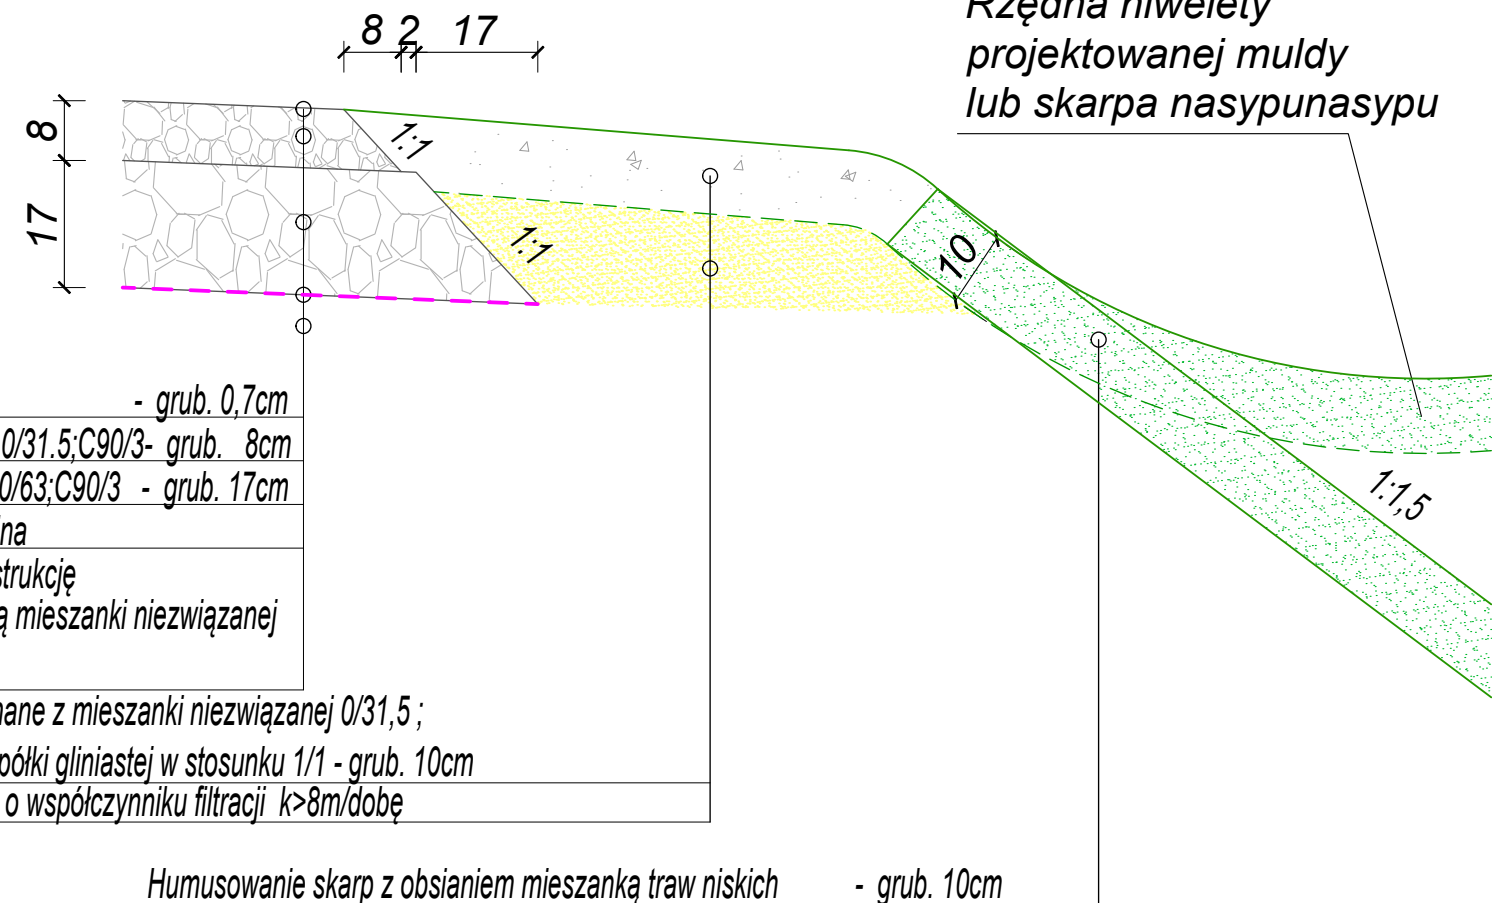 8 2 17
Rzędna niwelety
projektowanej muldy
lub skarpa nasypunasypu
8
1:1
17
1:1
10
- grub. 0,7cm
0/31.5;C90/3- grub. 8cm
0/63;C90/3 - grub. 17cm
na
1:1,5
strukcję
ą mieszanki niezwiązanej
nane z mieszanki niezwiązanej 0/31,5 ;
półki gliniastej w stosunku 1/1 - grub. 10cm
o współczynniku filtracji k>8m/dobę
Humusowanie skarp z obsianiem mieszanką traw niskich - grub. 10cm